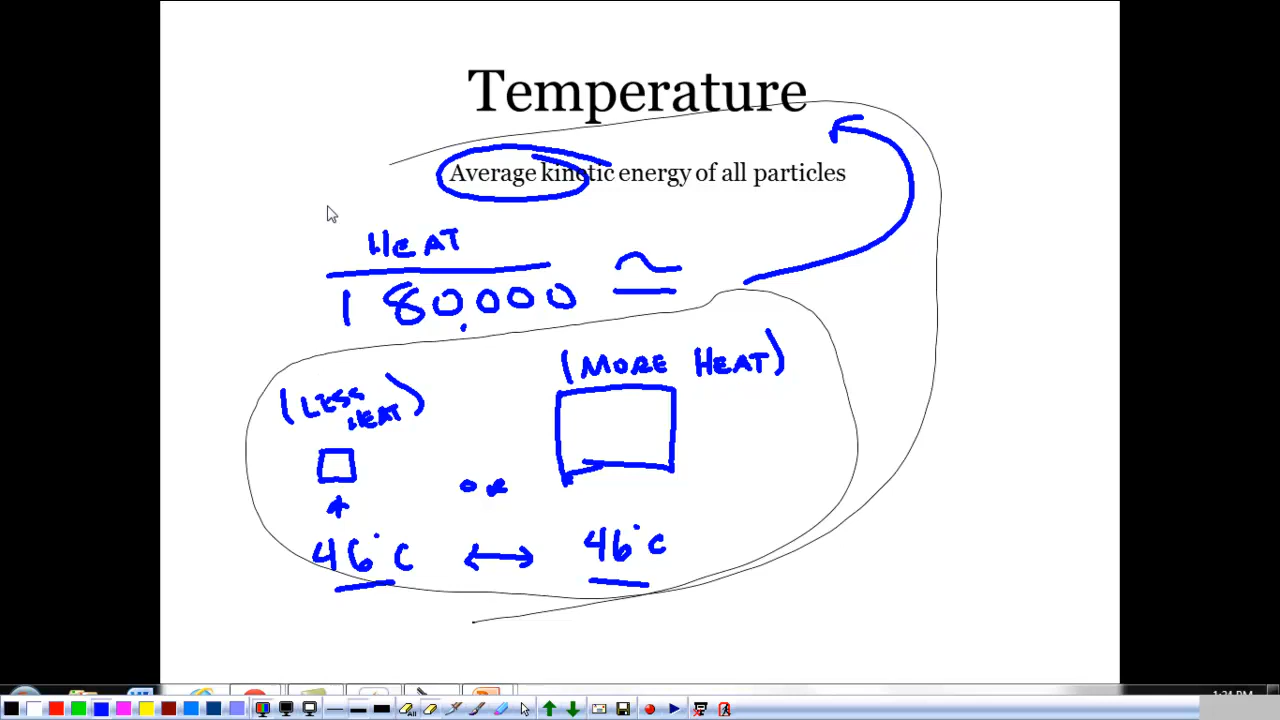 Temperature
Average kinetic energy of all particles
HEAT
180,000 ≅
(MORE HEAT)
(LESS
HEAT)
or
46°C ↔ 46°C